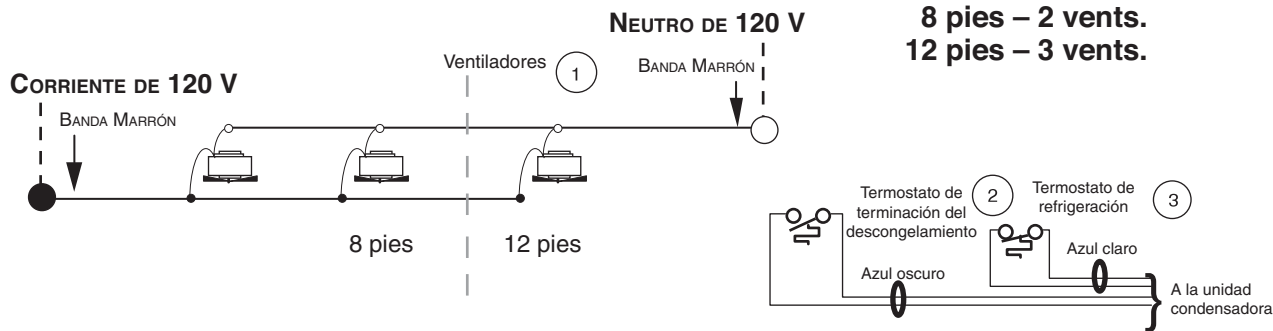 NEUTRO DE 120 V
8 pies – 2 vents.
12 pies – 3 vents.
Ventiladores
1
BANDA MARRÓN
CORRIENTE DE 120 V
BANDA MARRÓN
8 pies
12 pies
Termostato de
terminación del
descongelamiento
2
Termostato de
refrigeración
3
Azul claro
Azul oscuro
A la unidad
condensadora